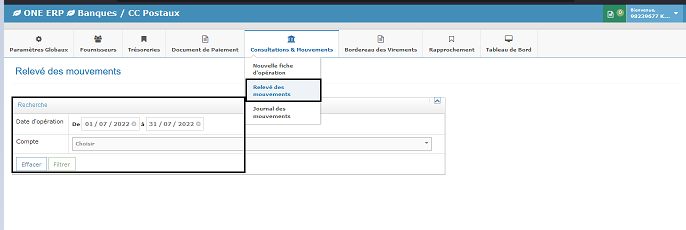 ONE ERP Banques / CC Postaux
0
Bienvenue,
98239677 K...
Paramètres Globaux
Fournisseurs
Trésoreries
Document de Paiement
Consultations & Mouvements
Bordereau des Virements
Rapprochement
Tableau de Bord
Nouvelle fiche
d'opération
Relevé des
mouvements
Journal des
mouvements
Relevé des mouvements
Recherche
Date d'opération
De 01 / 07 / 2022 à 31 / 07 / 2022
Compte
Choisir
Effacer
Filtrer